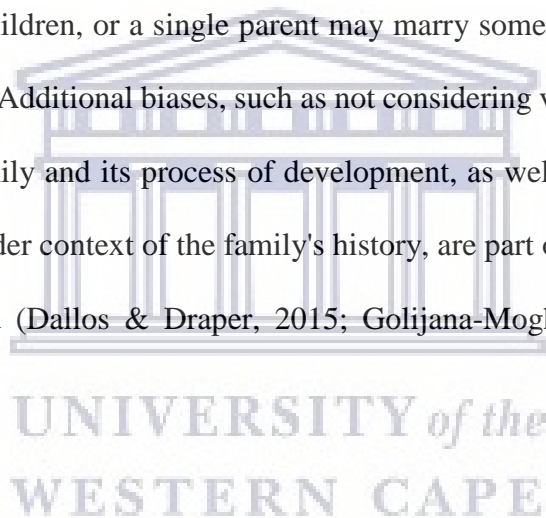 hildren, or a single parent may marry some
Additional biases, such as not considering
ily and its process of development, as wel
der context of the family's history, are part
(Dallos & Draper, 2015; Golijana-Mogh
UNIVERSITY of the
WESTERN CAPE